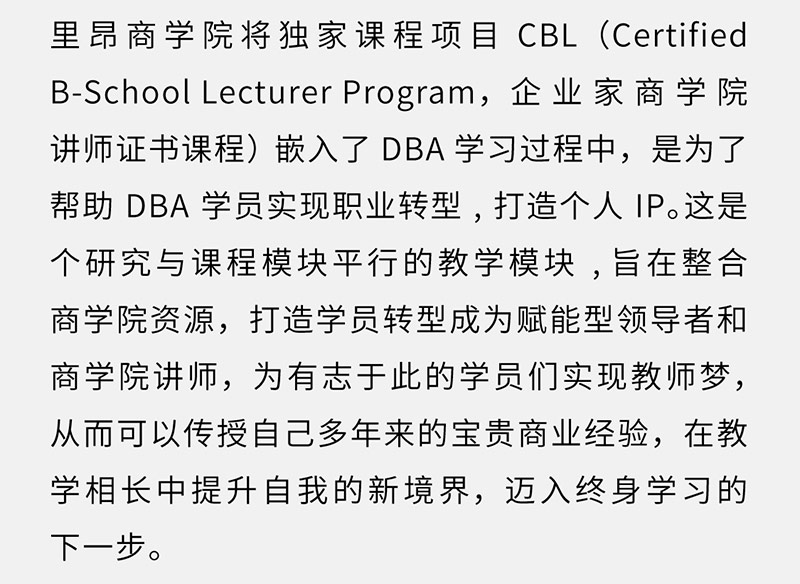 里昂商学院将独家课程项目 CBL（Certified
B-School Lecturer Program，企业家商学院
讲师证书课程）嵌入了 DBA 学习过程中，是为了
帮助 DBA 学员实现职业转型 , 打造个人 IP。这是
个研究与课程模块平行的教学模块 , 旨在整合
商学院资源，打造学员转型成为赋能型领导者和
商学院讲师，为有志于此的学员们实现教师梦，
从而可以传授自己多年来的宝贵商业经验，在教
学相长中提升自我的新境界，迈入终身学习的
下一步。